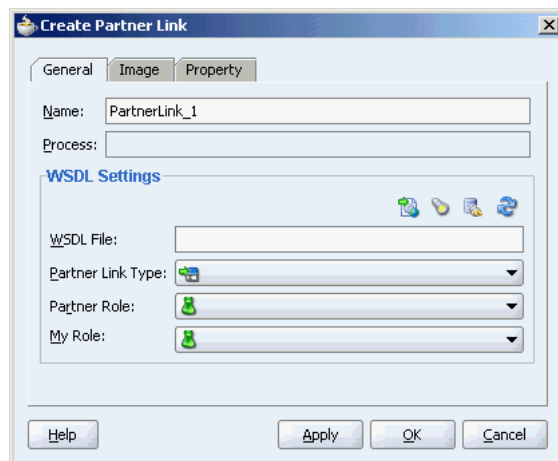 Create Partner Link
General Image Property
Name: PartnerLink_1
Process:
WSDL Settings
WSDL File:
Partner Link Type:
Partner Role:
My Role:
Help Apply OK Cancel